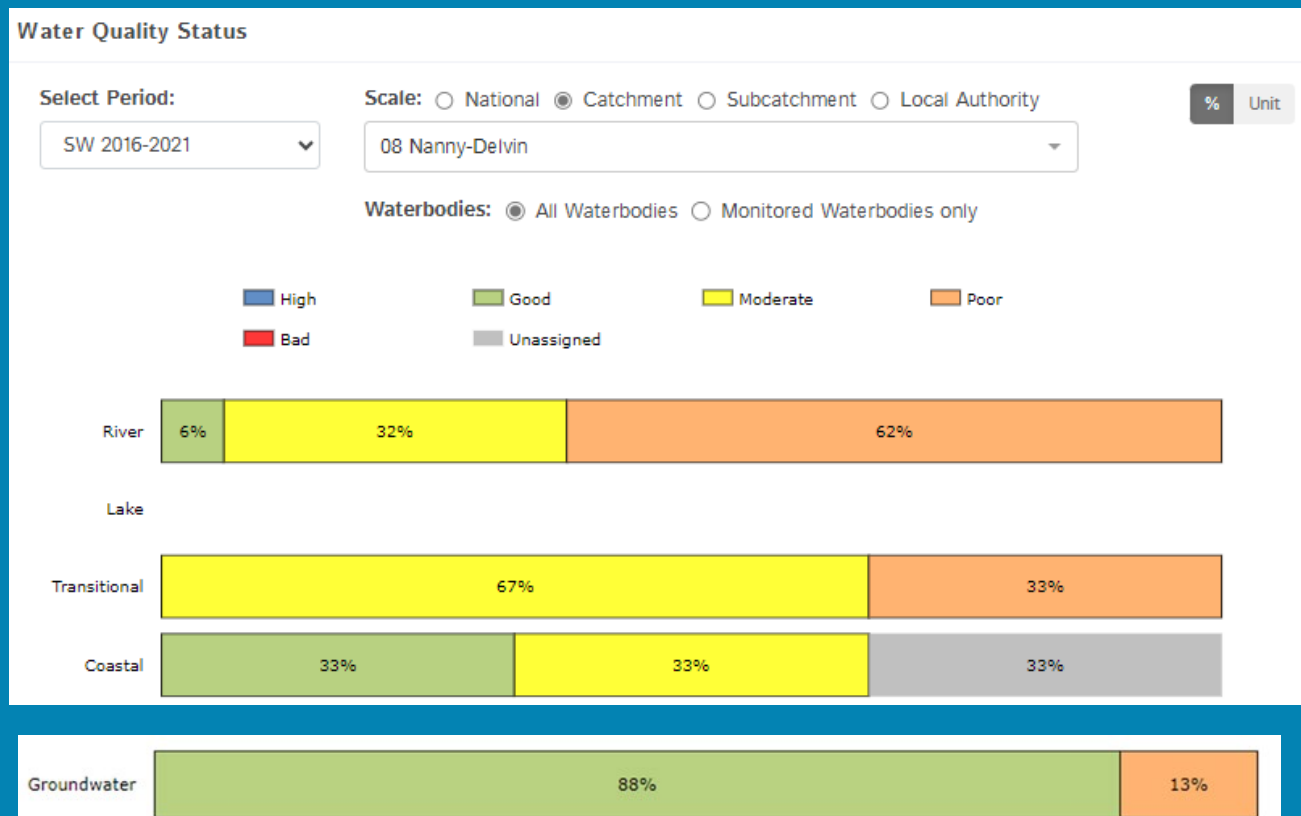 Water Quality Status
Select Period:
Scale: National Catchment Subcatchment Local Authority
% Unit
SW 2016-2021
08 Nanny-Delvin
Waterbodies: All Waterbodies Monitored Waterbodies only
High Good Moderate Poor
Bad Unassigned
River 6% 32% 62%
Lake
Transitional 67% 33%
Coastal 33% 33% 33%
Groundwater 88% 13%